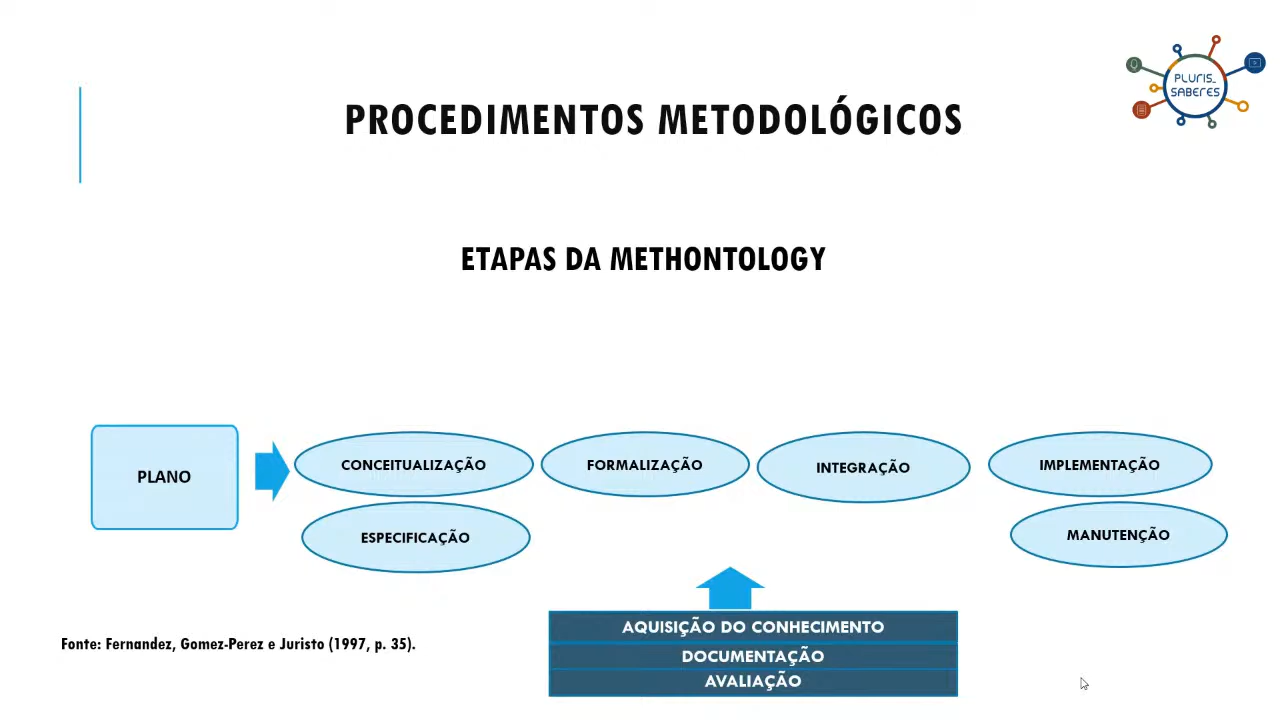 PLURIS_
SABERES
PROCEDIMENTOS METODOLÓGICOS
ETAPAS DA METHONTOLOGY
PLANO
CONCEITUALIZAÇÃO
FORMALIZAÇÃO
INTEGRAÇÃO
IMPLEMENTAÇÃO
ESPECIFICAÇÃO
MANUTENÇÃO
AQUISIÇÃO DO CONHECIMENTO
DOCUMENTAÇÃO
AVALIAÇÃO
Fonte: Fernandez, Gomez-Perez e Juristo (1997, p. 35).